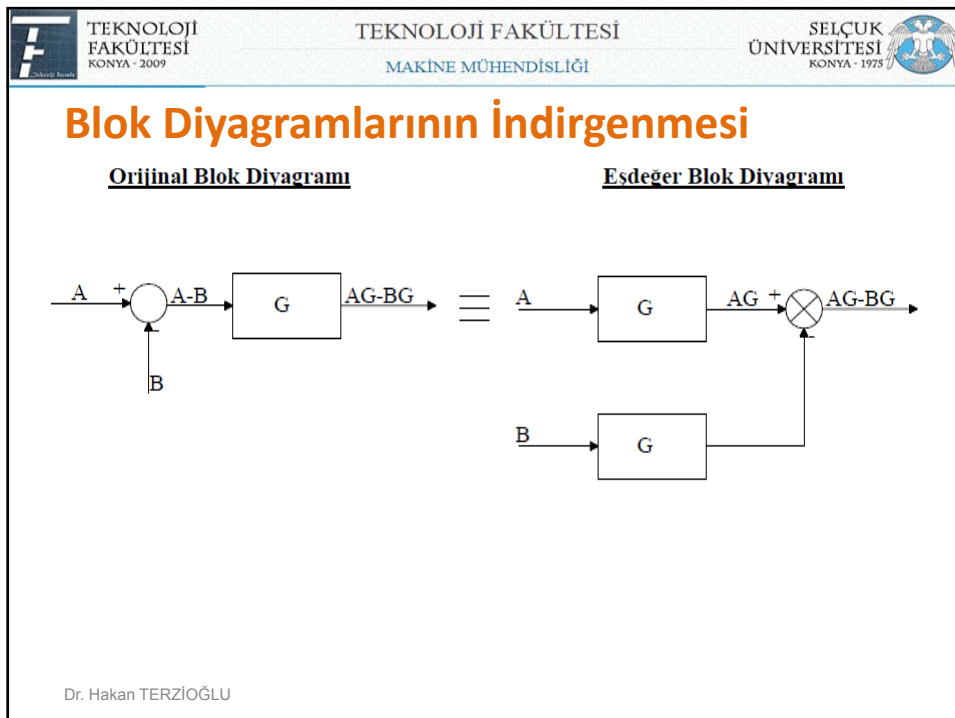 TEKNOLOJİ
FAKÜLTESİ
KONYA - 2009
TEKNOLOJİ FAKÜLTESİ
MAKİNE MÜHENDİSLİĞİ
SELÇUK
ÜNİVERSİTESİ
KONYA - 1975
Blok Diyagramlarının İndirgenmesi
Orijinal Blok Diyagramı
Eşdeğer Blok Diyagramı
A + A-B G AG-BG
-
B
A G AG + AG-BG
-
B G
Dr. Hakan TERZİOĞLU